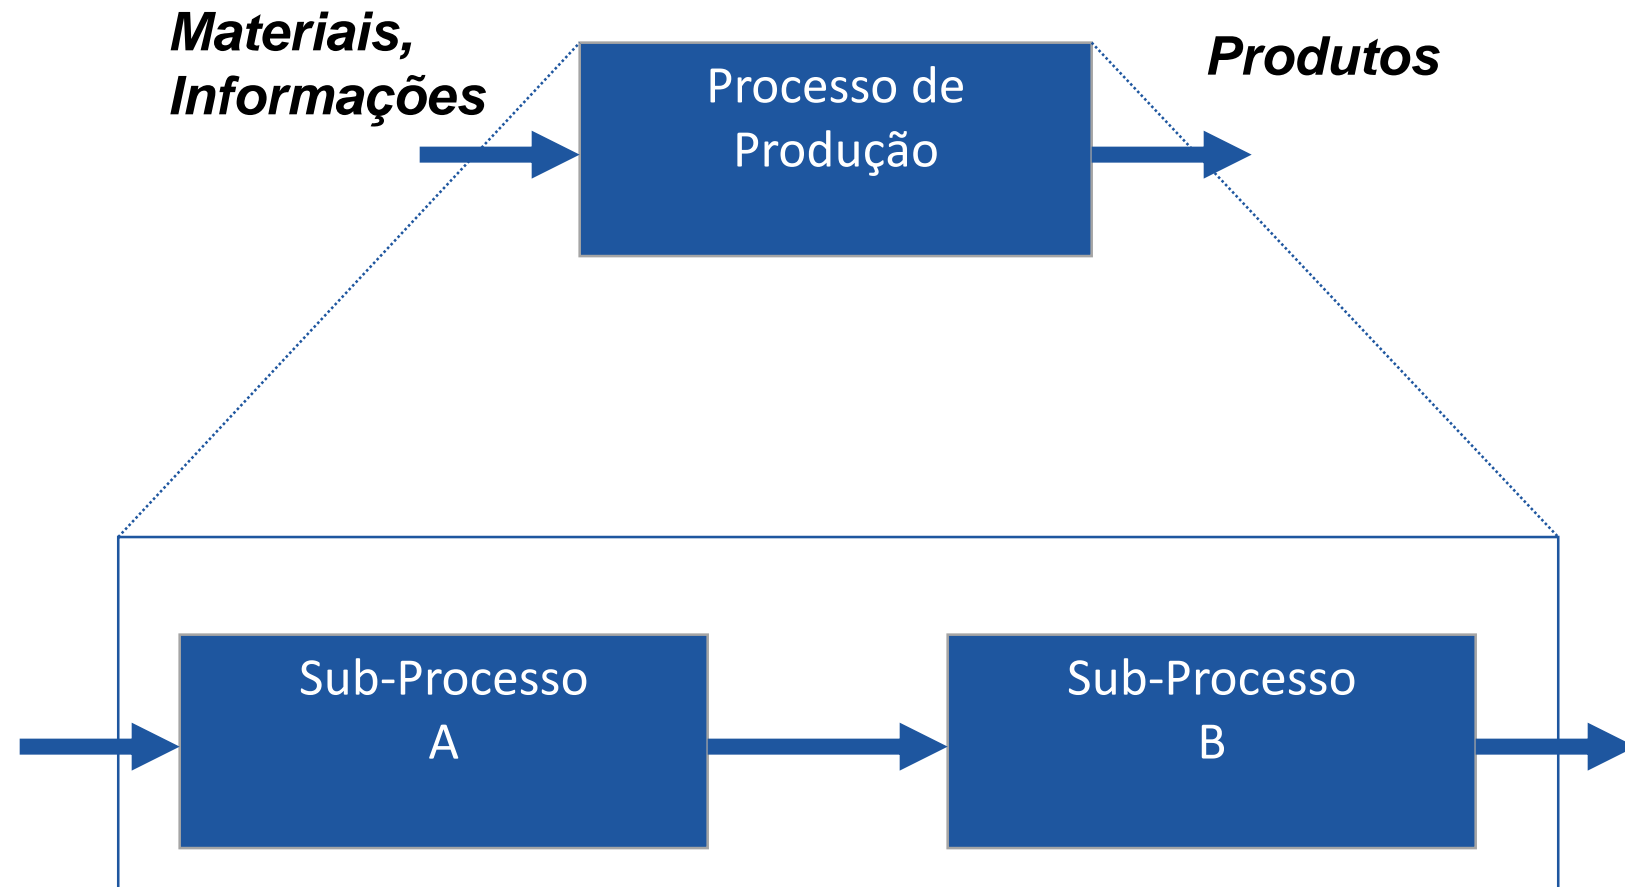 Materiais,
Informações
Processo de
Produção
Produtos
Sub-Processo
A
Sub-Processo
B